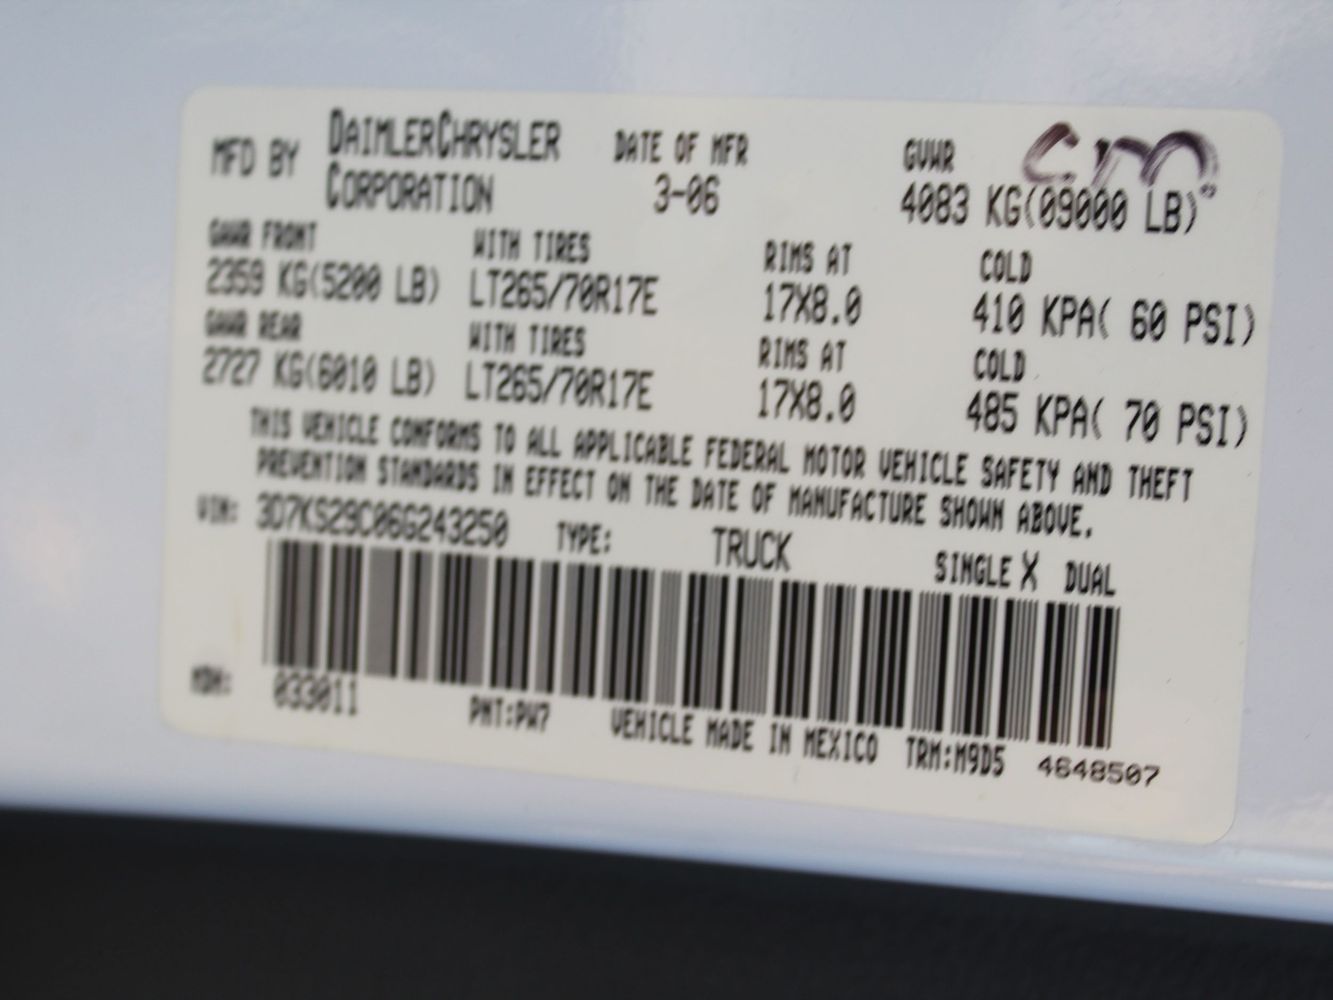 MFD BY DAIMLERCHRYSLER CORPORATION DATE OF MFR 3-06 GVWR 4083 KG(09000 LB) cm
GAWR FRONT WITH TIRES RIMS AT COLD
2359 KG(5200 LB) LT265/70R17E 17X8.0 410 KPA( 60 PSI)
GAWR REAR WITH TIRES RIMS AT COLD
2727 KG(6010 LB) LT265/70R17E 17X8.0 485 KPA( 70 PSI)
THIS VEHICLE CONFORMS TO ALL APPLICABLE FEDERAL MOTOR VEHICLE SAFETY AND THEFT
PREVENTION STANDARDS IN EFFECT ON THE DATE OF MANUFACTURE SHOWN ABOVE.
VIN: 3D7KS29C06G243250 TYPE: TRUCK SINGLE X DUAL
MDH: 033011 PNT:PW7 VEHICLE MADE IN MEXICO TRM:M9D5 4648507